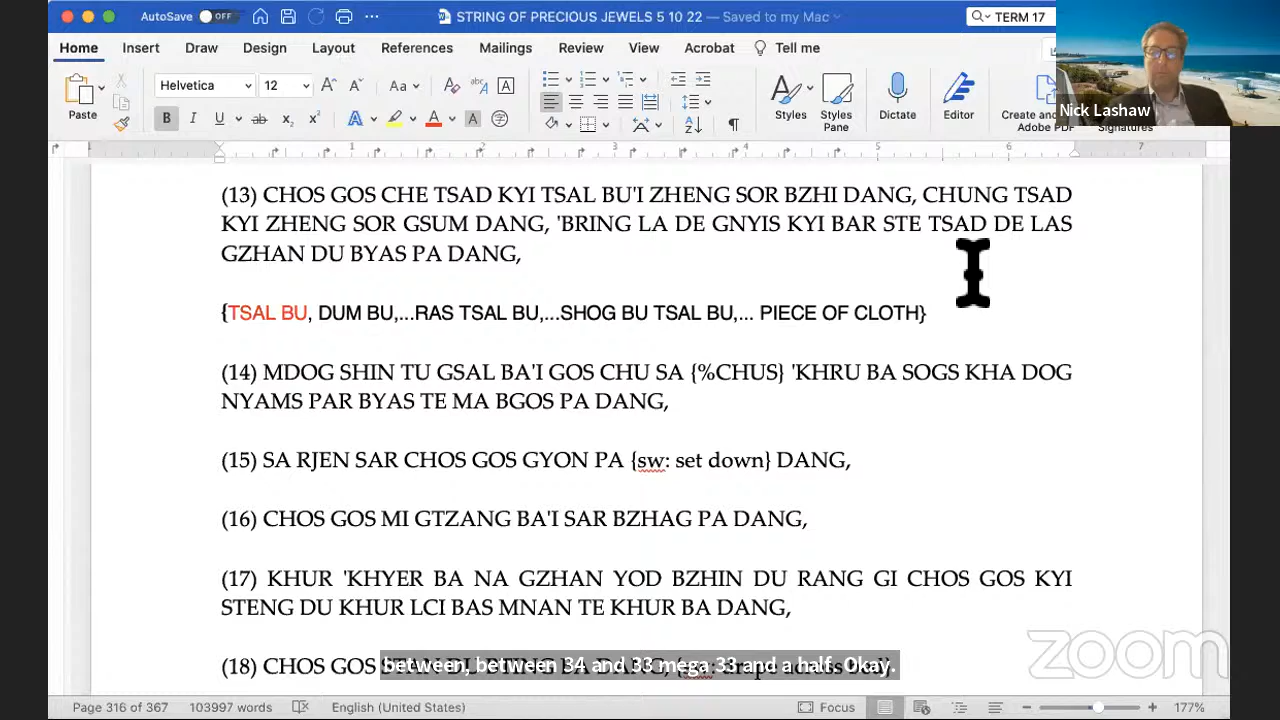 AutoSave OFF STRING OF PRECIOUS JEWELS 5 10 22 — Saved to my Mac TERM 17
Home Insert Draw Design Layout References Mailings Review View Acrobat Tell me
Paste Helvetica 12 Styles Styles Pane Dictate Editor Create and Adobe PDF Signatures
Nick Lashaw
1 1 2 3 4 5 6 7
(13) CHOS GOS CHE TSAD KYI TSAL BU'I ZHENG SOR BZHI DANG, CHUNG TSAD
KYI ZHENG SOR GSUM DANG, 'BRING LA DE GNYIS KYI BAR STE TSAD DE LAS
GZHAN DU BYAS PA DANG,
{TSAL BU, DUM BU,...RAS TSAL BU,...SHOG BU TSAL BU,... PIECE OF CLOTH}
(14) MDOG SHIN TU GSAL BA'I GOS CHU SA {%CHUS} 'KHRU BA SOGS KHA DOG
NYAMS PAR BYAS TE MA BGOS PA DANG,
(15) SA RJEN SAR CHOS GOS GYON PA {sw: set down} DANG,
(16) CHOS GOS MI GTZANG BA'I SAR BZHAG PA DANG,
(17) KHUR 'KHYER BA NA GZHAN YOD BZHIN DU RANG GI CHOS GOS KYI
STENG DU KHUR LCI BAS MNAN TE KHUR BA DANG,
(18) CHOS GOS
between, between 34 and 33 mega 33 and a half. Okay.
zoom
Page 316 of 367 103997 words English (United States) Focus 177%